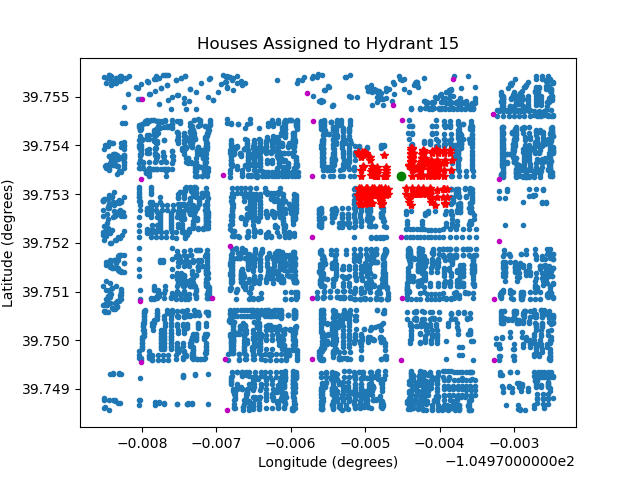 Houses Assigned to Hydrant 15
39.755
39.754
39.753
39.752
39.751
39.750
39.749
Latitude (degrees)
−0.008 −0.007 −0.006 −0.005 −0.004 −0.003
Longitude (degrees)
−1.04970000000e2